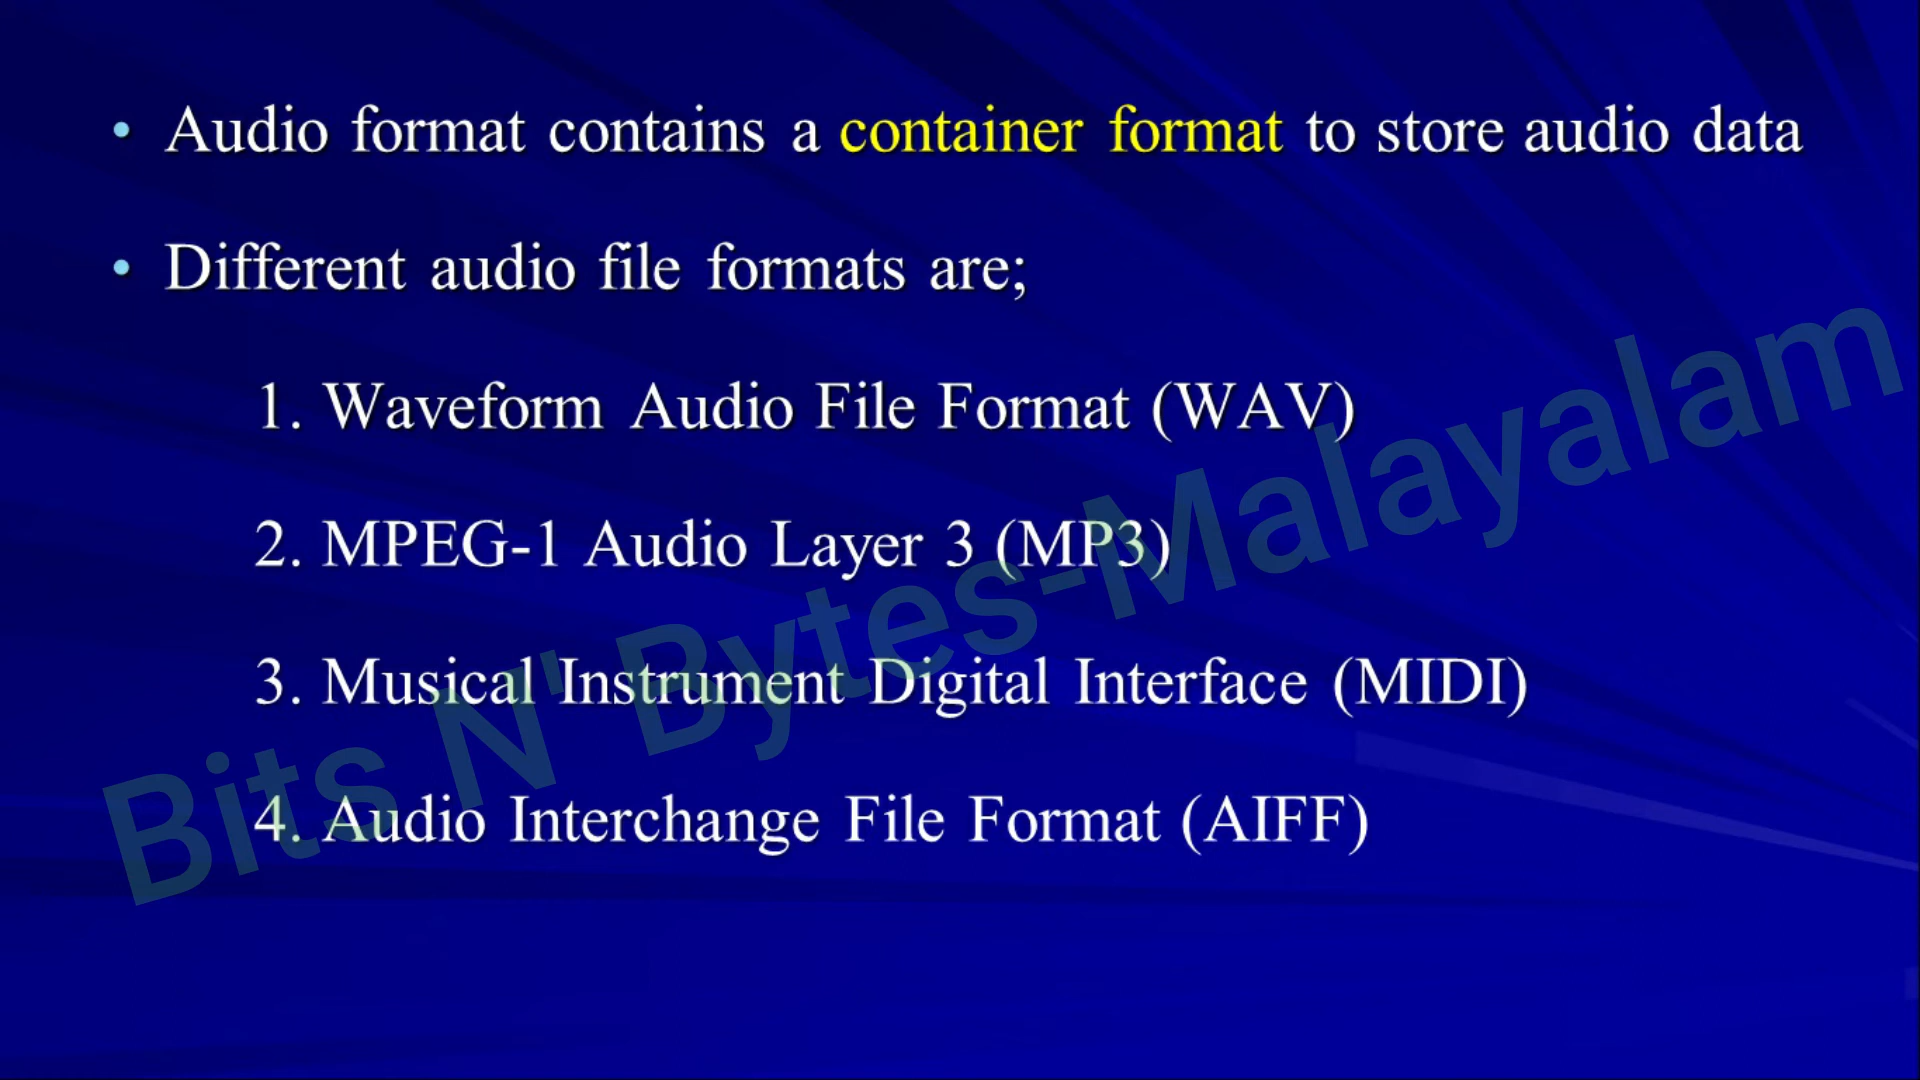 • Audio format contains a container format to store audio data
• Different audio file formats are;
1. Waveform Audio File Format (WAV)
2. MPEG-1 Audio Layer 3 (MP3)
3. Musical Instrument Digital Interface (MIDI)
4. Audio Interchange File Format (AIFF)
Bits N' Bytes-Malayalam